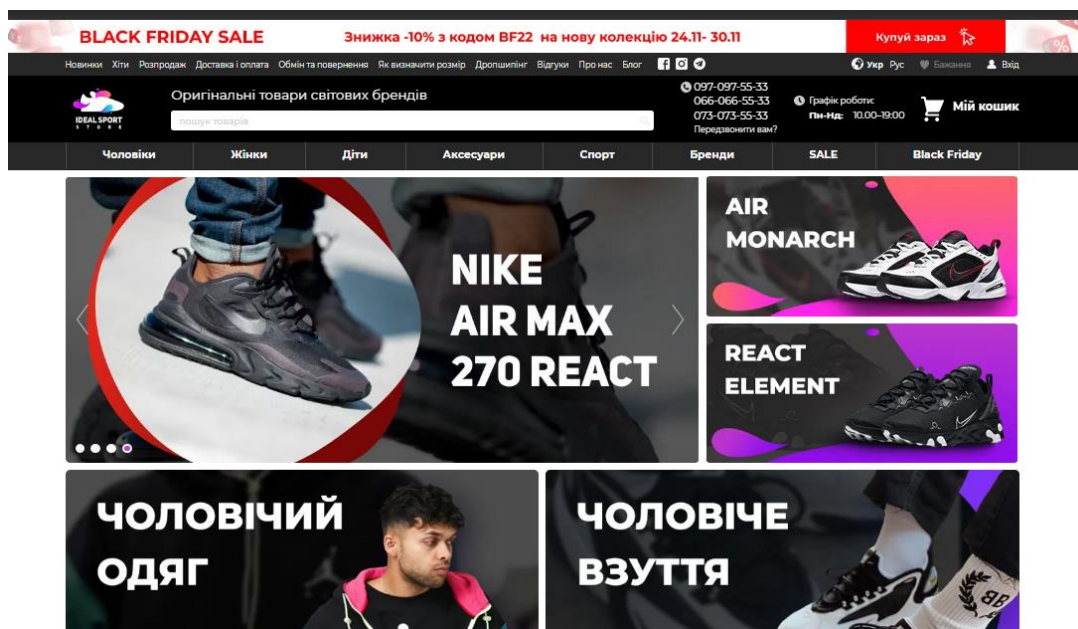 BLACK FRIDAY SALE
Знижка -10% з кодом BF22 на нову колекцію 24.11- 30.11
Купуй зараз
Новинки Хіти Розпродаж Доставка і оплата Обмін та повернення Як визначити розмір Дропшипінг Відгуки Про нас Блог
Укр Рус Бажання Вхід
IDEAL SPORT
STORE
Оригінальні товари світових брендів
пошук товарів
097-097-55-33
066-066-55-33
073-073-55-33
Передзвонити вам?
Графік роботи:
Пн-Нд: 10.00-19:00
Мій кошик
Чоловіки Жінки Діти Аксесуари Спорт Бренди SALE Black Friday
NIKE
AIR MAX
270 REACT
AIR
MONARCH
REACT
ELEMENT
ЧОЛОВІЧИЙ
ОДЯГ
ЧОЛОВІЧЕ
ВЗУТТЯ
BB